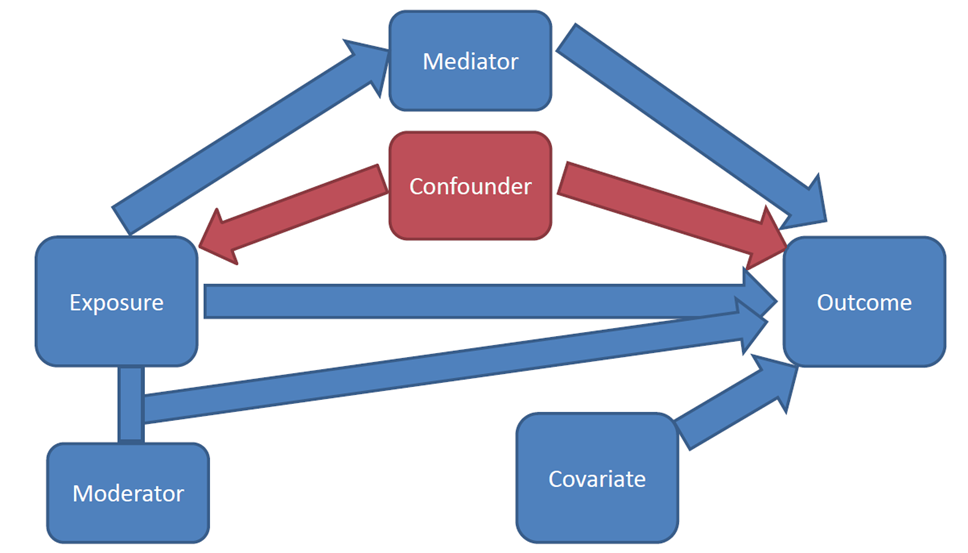 Mediator
Confounder
Exposure
Outcome
Covariate
Moderator